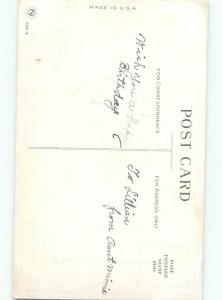 POST CARD
FOR CORRESPONDENCE
FOR ADDRESS ONLY
PLACE
POSTAGE
STAMP
HERE
Wish you a
Birthday
To Lillian
from Aunt Minnie
MADE IN U.S.A.